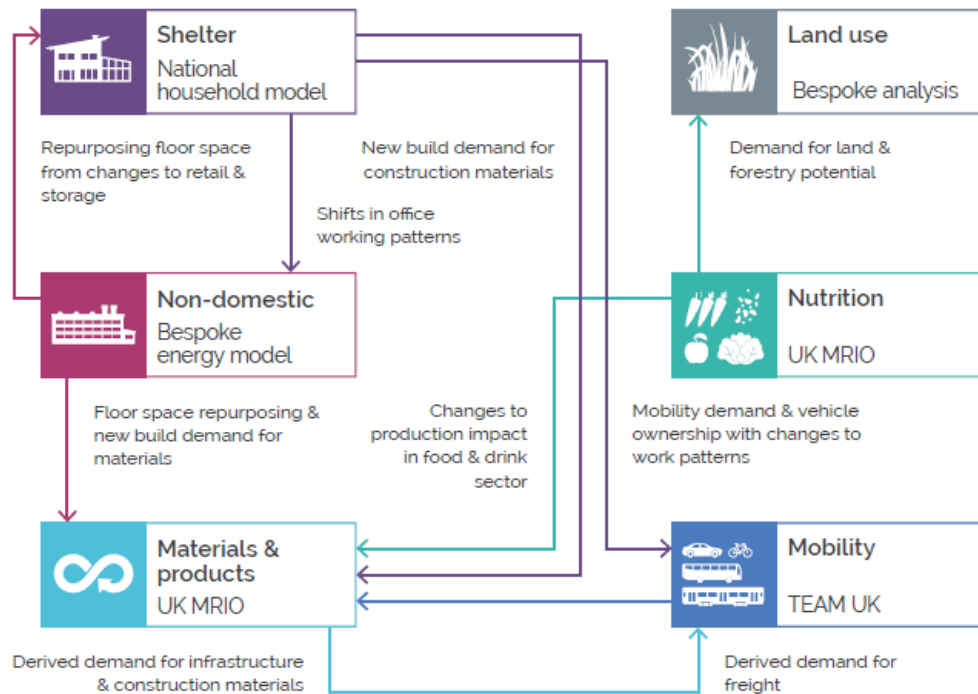 Shelter
National
household model
Land use
Bespoke analysis
Repurposing floor space
from changes to retail &
storage
New build demand for
construction materials
Demand for land &
forestry potential
Shifts in office
working patterns
Non-domestic
Bespoke
energy model
Nutrition
UK MRIO
Floor space repurposing &
new build demand for
materials
Changes to
production impact
in food & drink
sector
Mobility demand & vehicle
ownership with changes to
work patterns
Materials &
products
UK MRIO
Mobility
TEAM UK
Derived demand for infrastructure
& construction materials
Derived demand for
freight